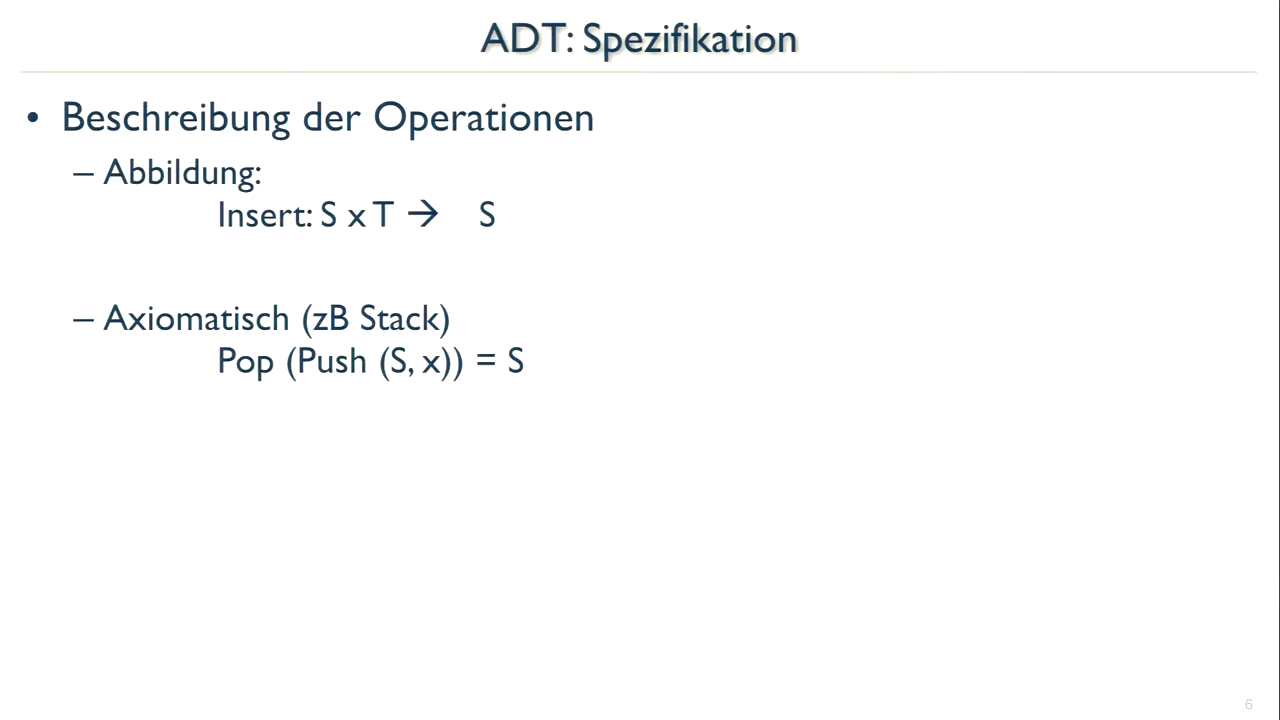 ADT: Spezifikation
• Beschreibung der Operationen
– Abbildung:
Insert: S x T → S
– Axiomatisch (zB Stack)
Pop (Push (S, x)) = S
6